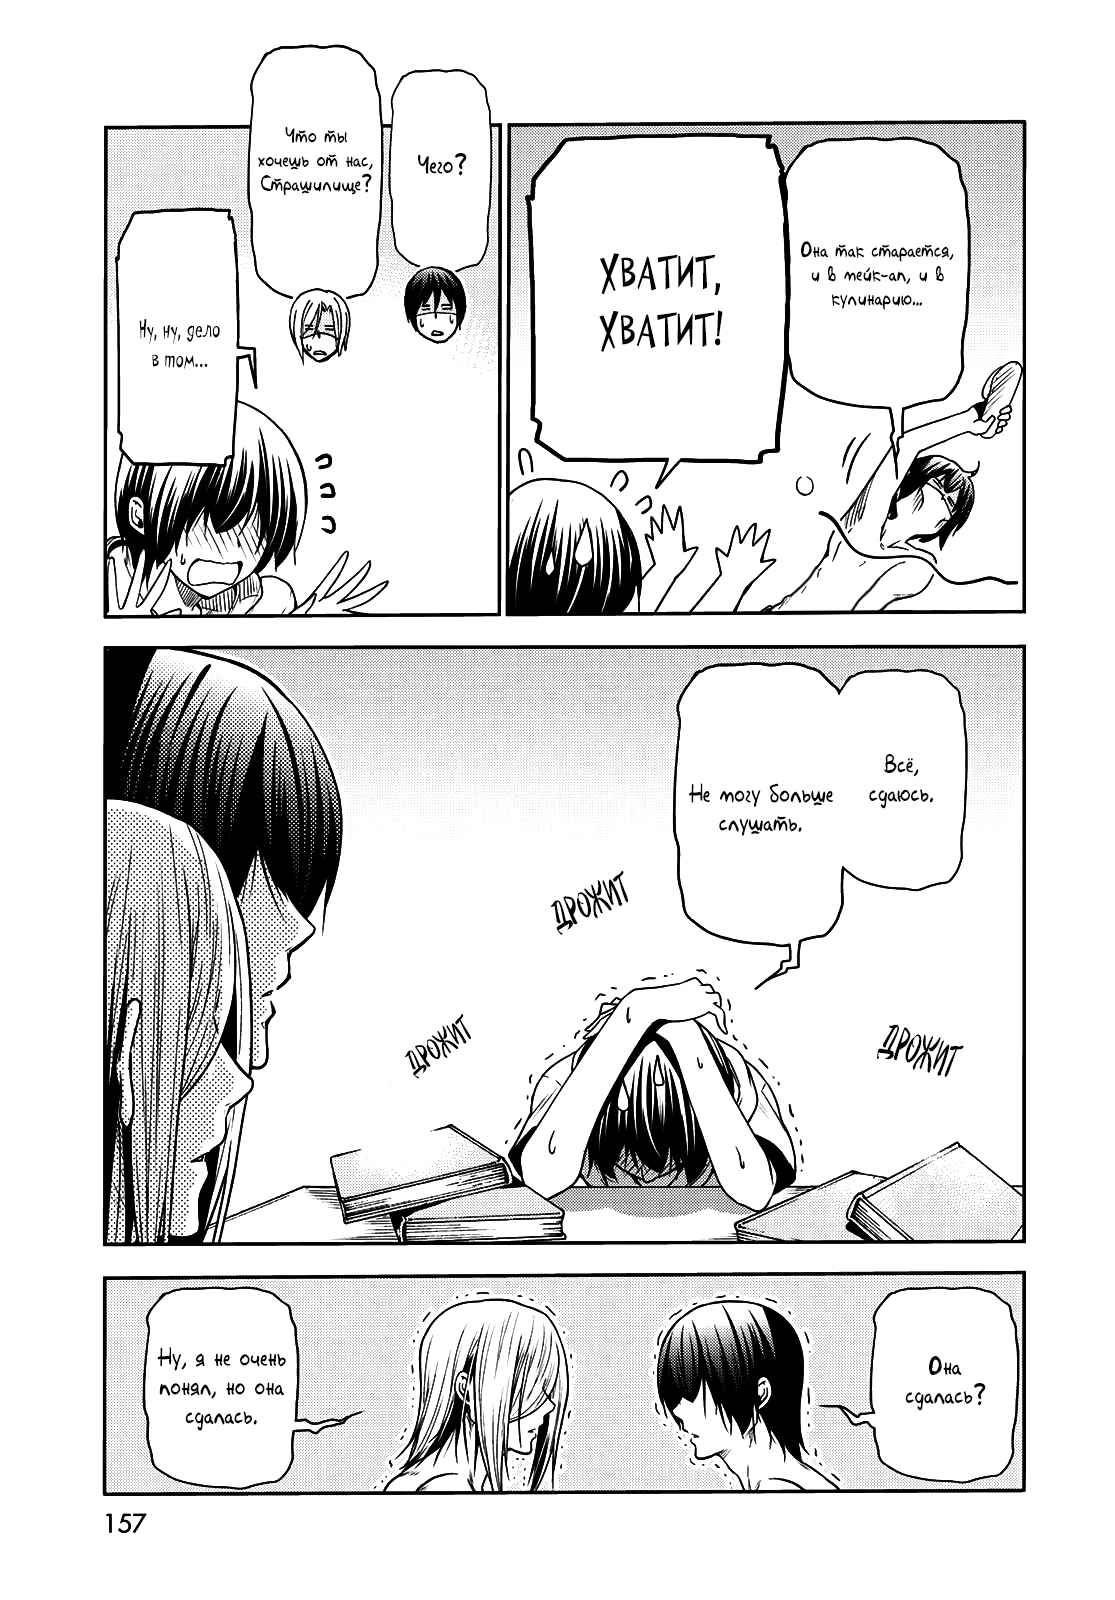 Она так старается,
и в мейк-ап, и в
кулинарию...
ХВАТИТ,
ХВАТИТ!
Чего?
Что ты
хочешь от нас,
Страшилище?
Ну, ну, дело
в том...
Всё,
сдаюсь.
Не могу больше
слушать.
ДРОЖИТ
ДРОЖИТ
ДРОЖИТ
Она
сдалась?
Ну, я не очень
понял, но она
сдалась.
157